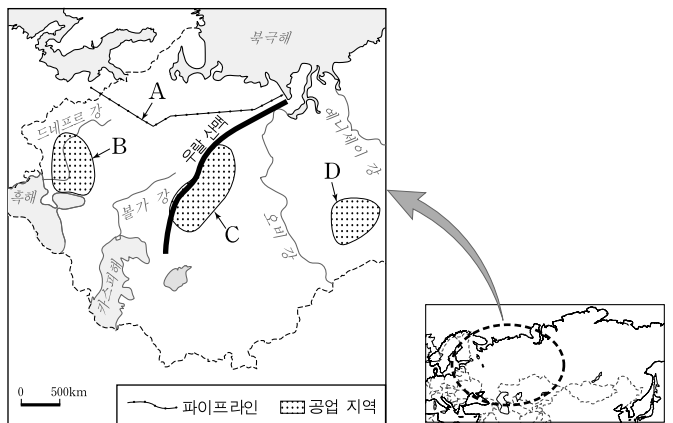 북극해
A
드네프르 강
예니세이 강
우랄 산맥
B
D
흑해
볼가 강
C
오비 강
카스피해
0 500km
파이프라인
공업 지역